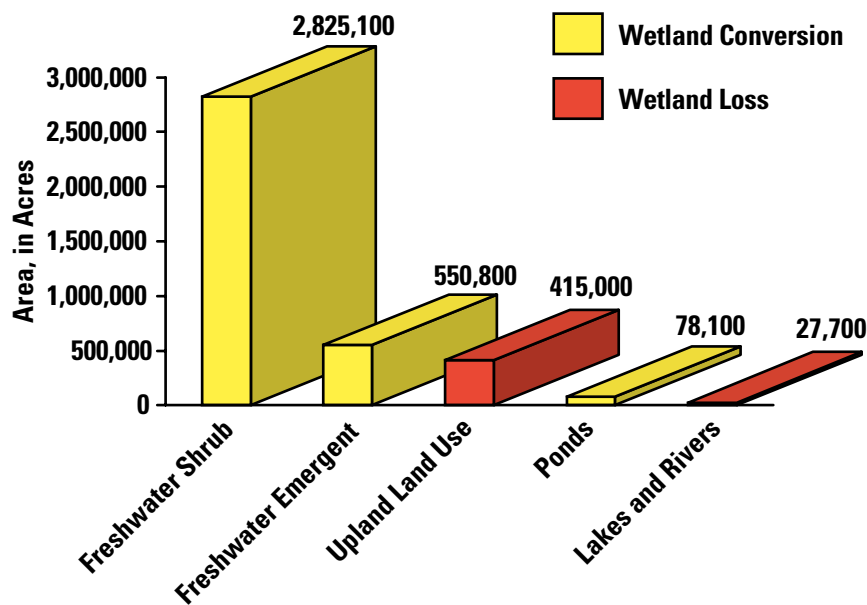 2,825,100
Wetland Conversion
Wetland Loss
3,000,000
2,500,000
2,000,000
1,500,000
1,000,000
500,000
0
Area, in Acres
550,800
415,000
78,100
27,700
Freshwater Shrub
Freshwater Emergent
Upland Land Use
Ponds
Lakes and Rivers